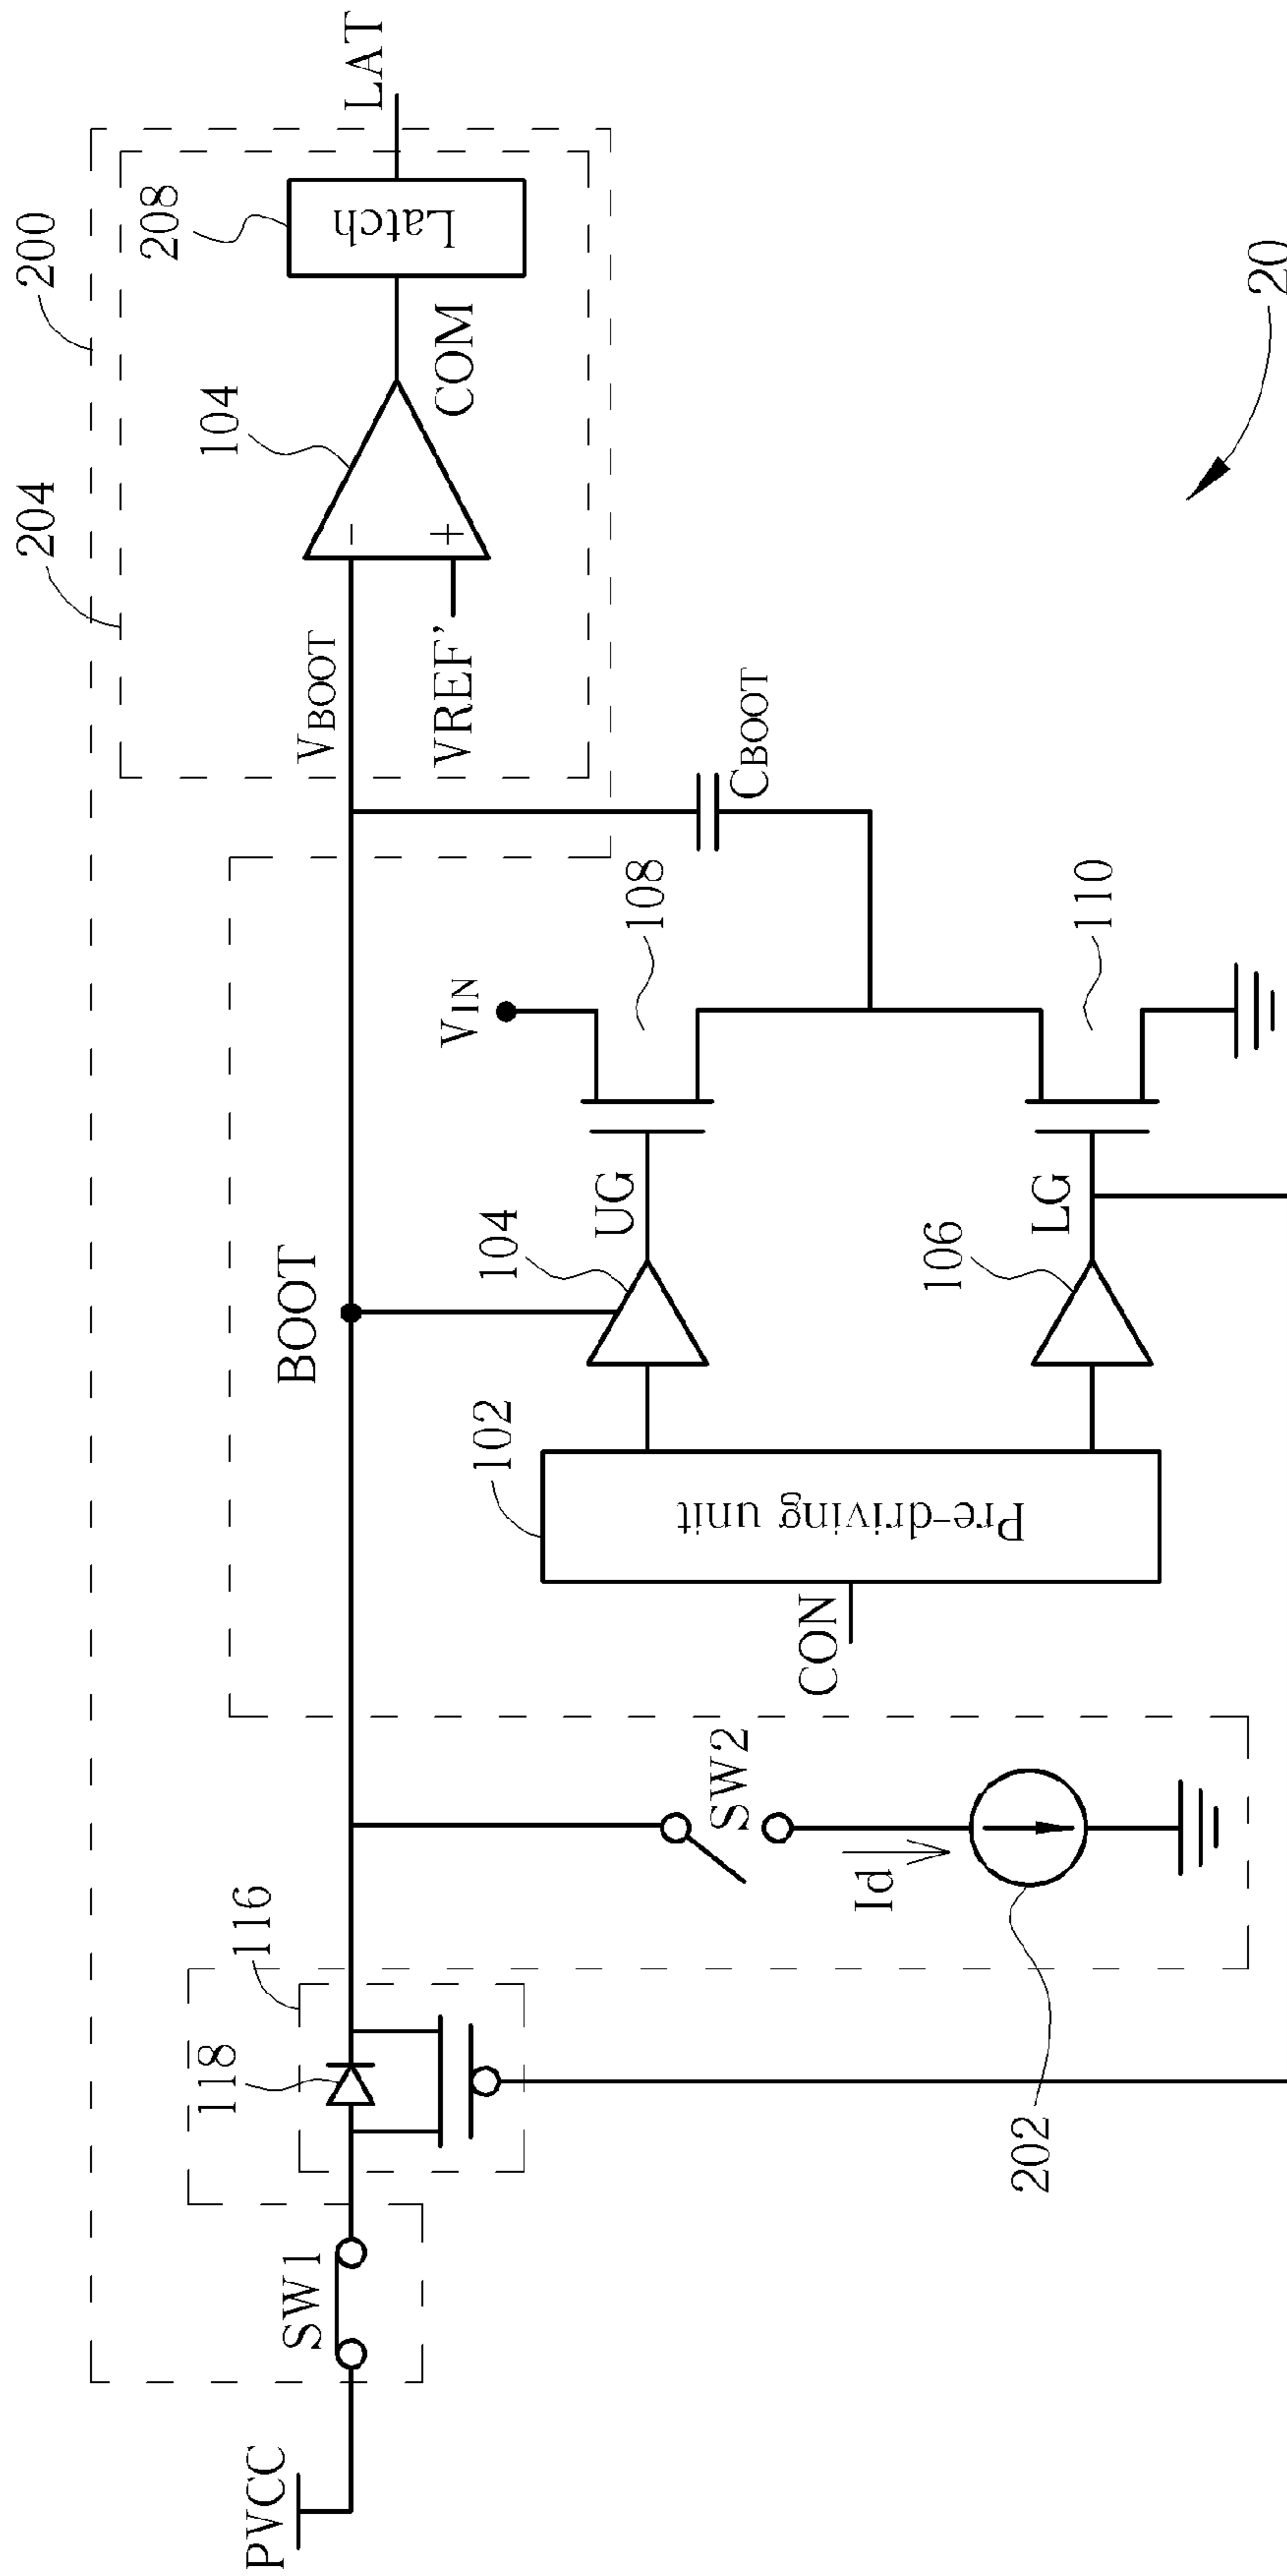 200
204
208
104
Latch
LAT
COM
VBOOT
VREF'
CBOOT
BOOT
VIN
108
UG
104
110
LG
106
102
Pre-driving unit
CON
SW2
Id
202
116
118
SW1
PVCC
20